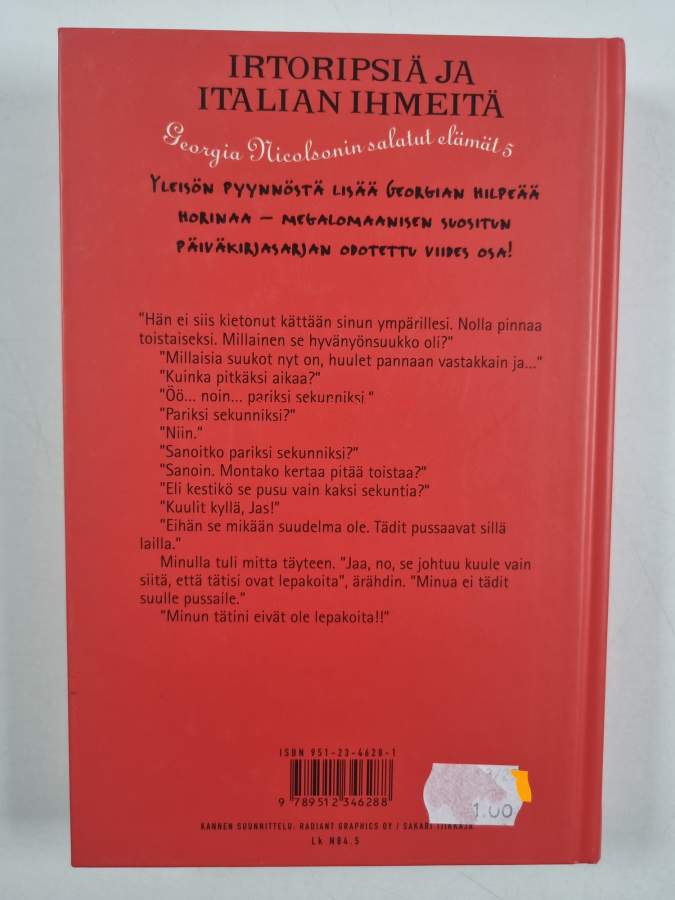 IRTORIPSIÄ JA
ITALIAN IHMEITÄ
Georgia Nicolsonin salatut elämät 5
YLEISÖN PYYNNÖSTÄ LISÄÄ GEORGIAN HILPEÄÄ
HORINAA – MEGALOMAANISEN SUOSITUN
PÄIVÄKIRJASARJAN ODOTETTU VIIDES OSA!
"Hän ei siis kietonut kättään sinun ympärillesi. Nolla pinnaa
toistaiseksi. Millainen se hyvänyönsuukko oli?"
"Millaisia suukot nyt on, huulet pannaan vastakkain ja..."
"Kuinka pitkäksi aikaa?"
"Öö... noin... pariksi sekunniksi."
"Pariksi sekunniksi?"
"Niin."
"Sanoitko pariksi sekunniksi?"
"Sanoin. Montako kertaa pitää toistaa?"
"Eli kestikö se pusu vain kaksi sekuntia?"
"Kuulit kyllä, Jas!"
"Eihän se mikään suudelma ole. Tädit pussaavat sillä
lailla."
Minulla tuli mitta täyteen. "Jaa, no, se johtuu kuule vain
siitä, että tätisi ovat lepakoita", ärähdin. "Minua ei tädit
suulle pussaile."
"Minun tätini eivät ole lepakoita!!"
ISBN 951-23-4628-1
9 789512 346288
1.00
KANNEN SUUNNITTELU: RADIANT GRAPHICS OY / SAKARI TIIKKAJA
Lk N84.5